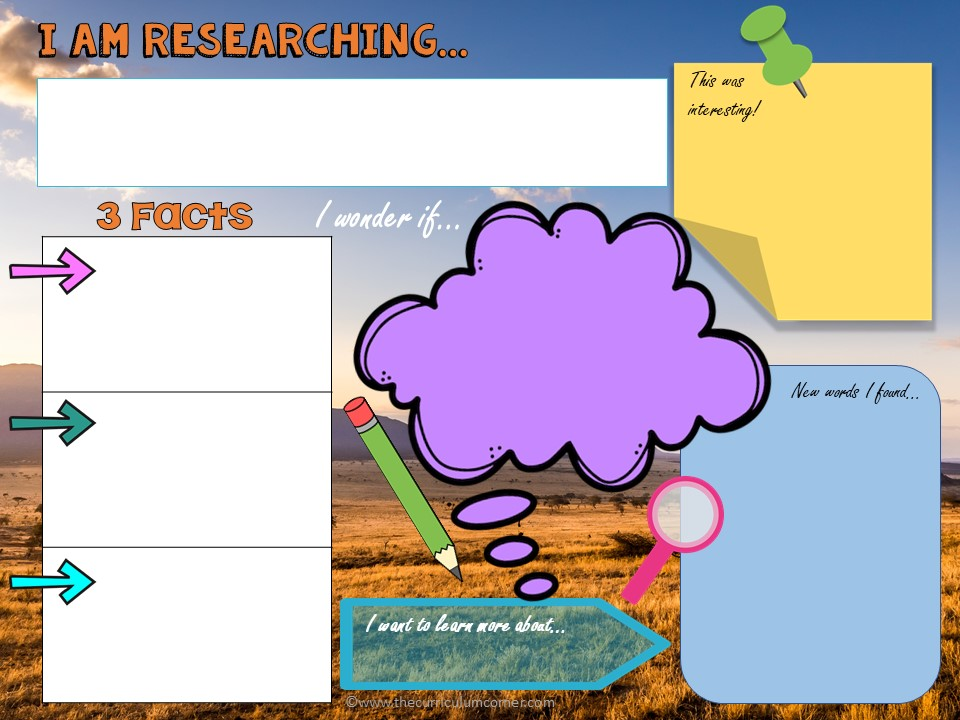 I AM RESEARCHING...
This was
interesting!
3 Facts
I wonder if...
New words I found...
I want to learn more about...
©www.thecurriculumcorner.com